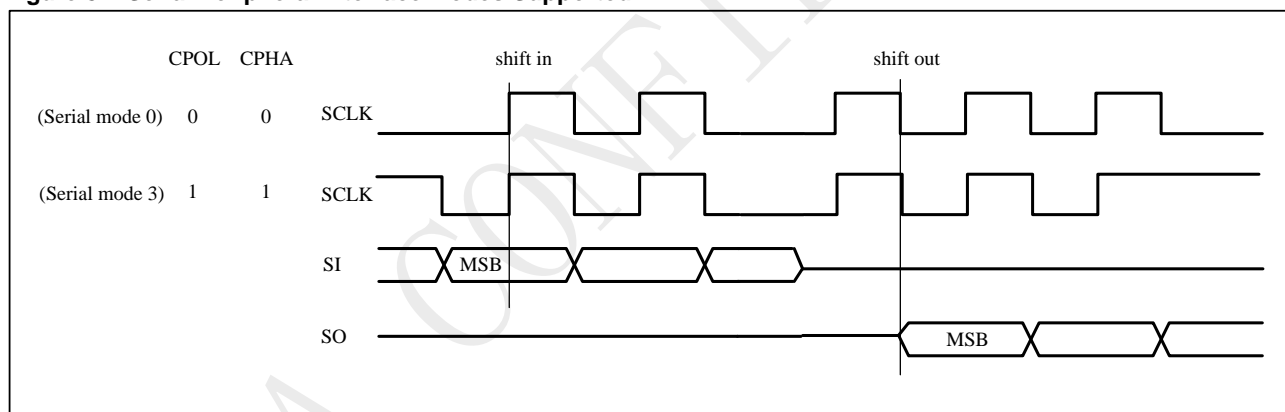 CPOL CPHA shift in shift out
(Serial mode 0) 0 0 SCLK
(Serial mode 3) 1 1 SCLK
SI MSB
SO MSB